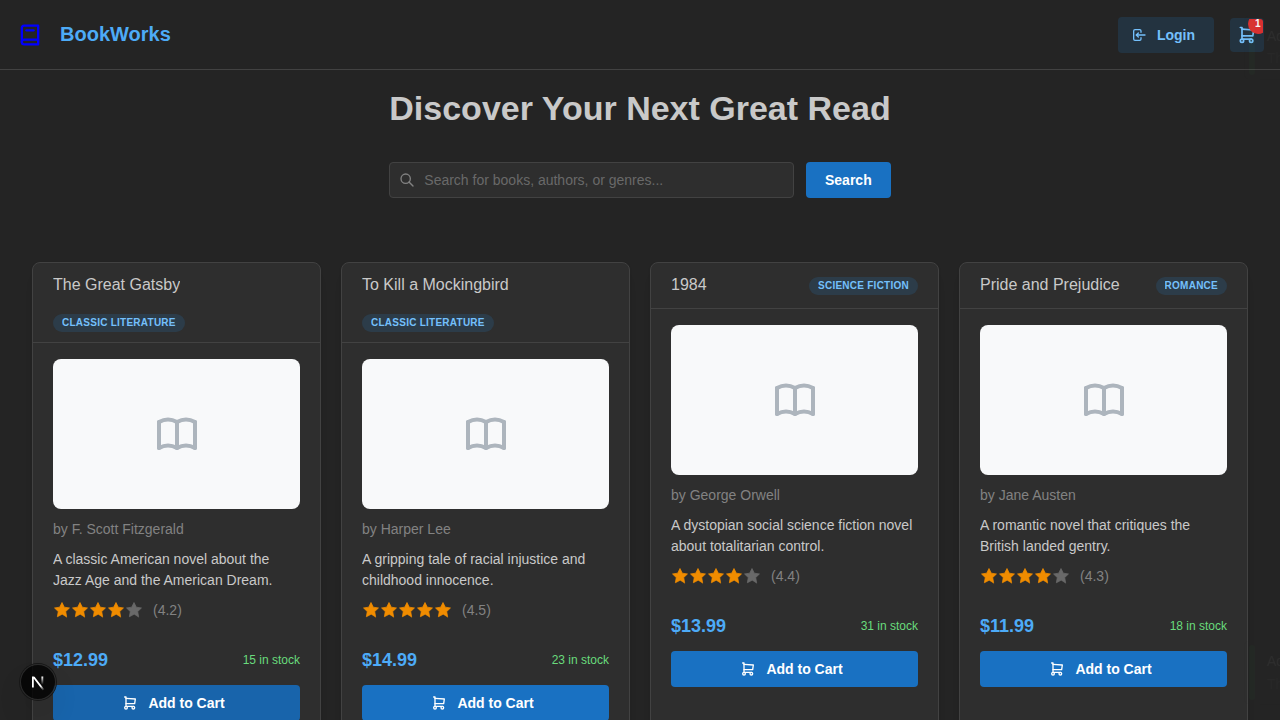 BookWorks
Login
1
Discover Your Next Great Read
Search for books, authors, or genres...
Search
The Great Gatsby
CLASSIC LITERATURE
by F. Scott Fitzgerald
A classic American novel about the
Jazz Age and the American Dream.
(4.2)
$12.99
15 in stock
Add to Cart
To Kill a Mockingbird
CLASSIC LITERATURE
by Harper Lee
A gripping tale of racial injustice and
childhood innocence.
(4.5)
$14.99
23 in stock
Add to Cart
1984
SCIENCE FICTION
by George Orwell
A dystopian social science fiction novel
about totalitarian control.
(4.4)
$13.99
31 in stock
Add to Cart
Pride and Prejudice
ROMANCE
by Jane Austen
A romantic novel that critiques the
British landed gentry.
(4.3)
$11.99
18 in stock
Add to Cart
N